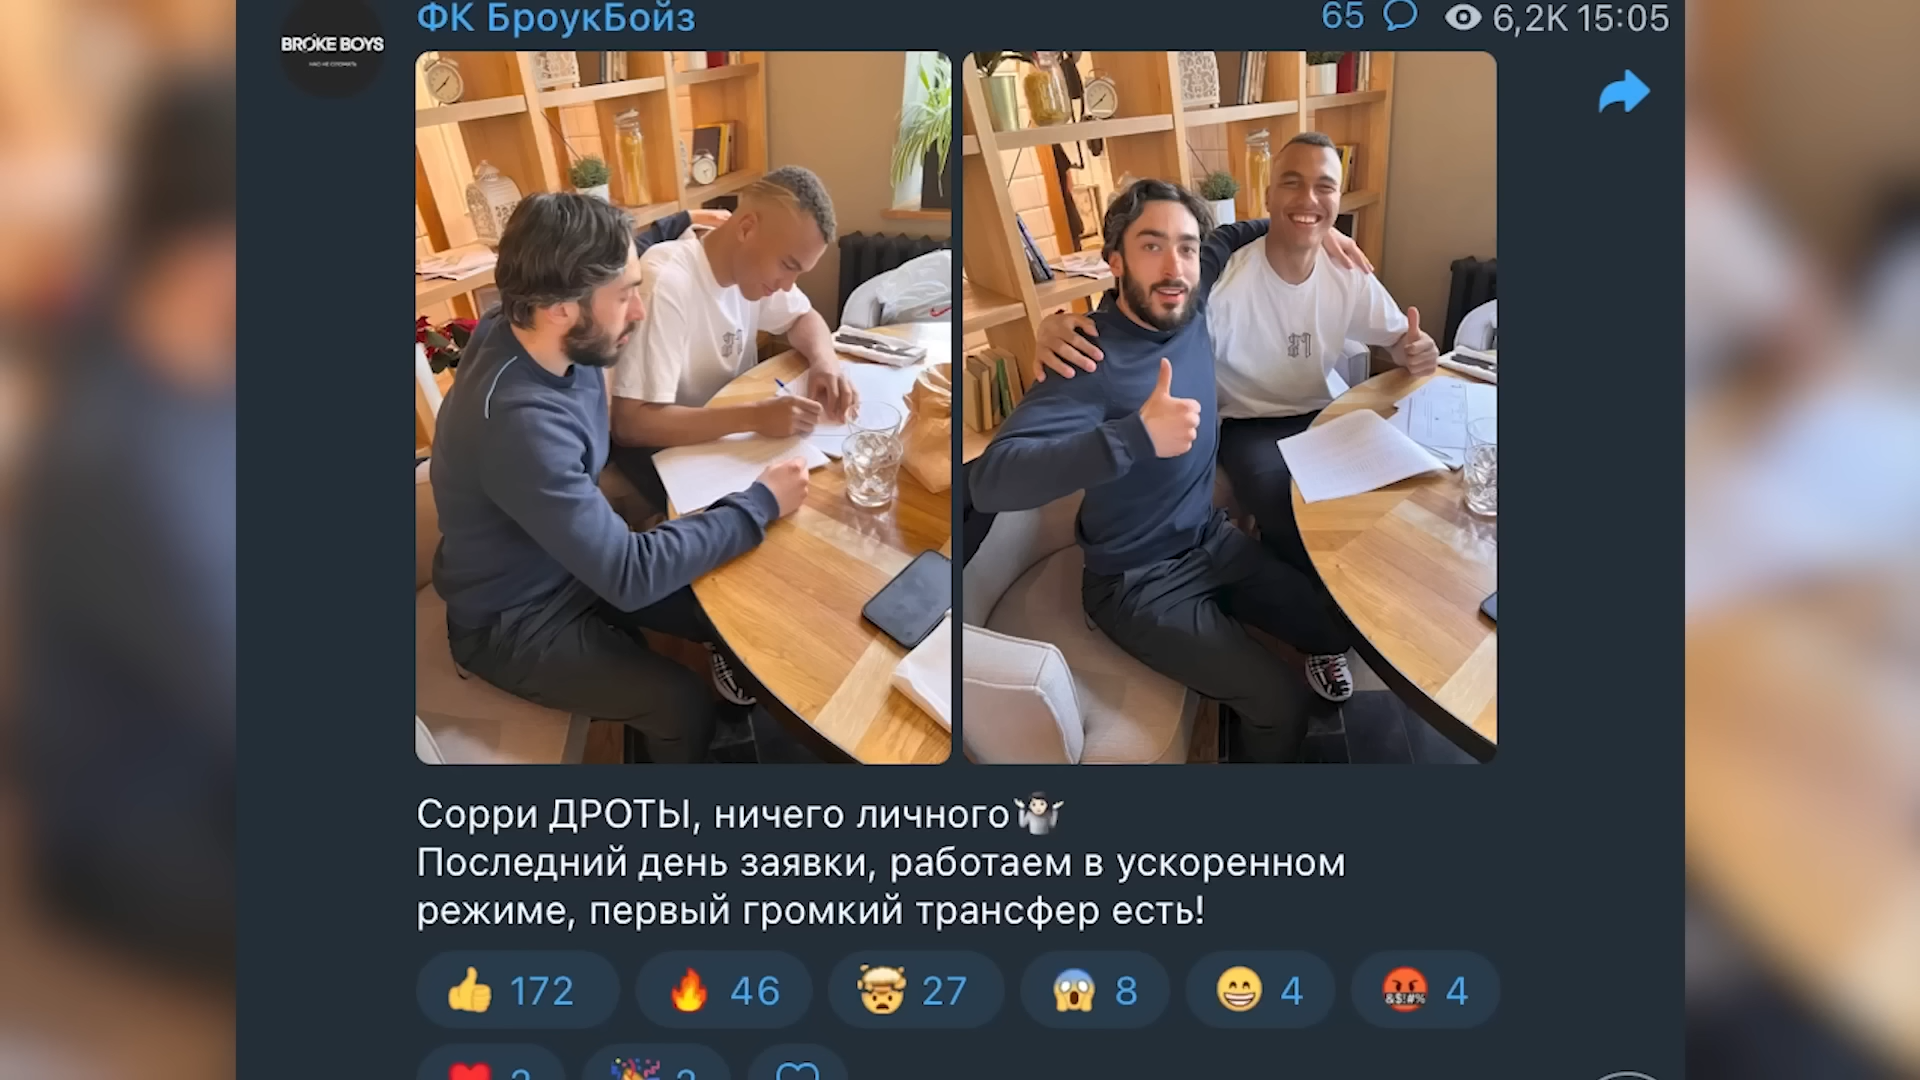 ФК БроукБойз
65 6,2K 15:05
BROKE BOYS
Сорри ДРОТЫ, ничего личного🤷🏻‍♂️
Последний день заявки, работаем в ускоренном
режиме, первый громкий трансфер есть!
👍 172 🔥 46 🤯 27 😱 8 😁 4 🤬 4